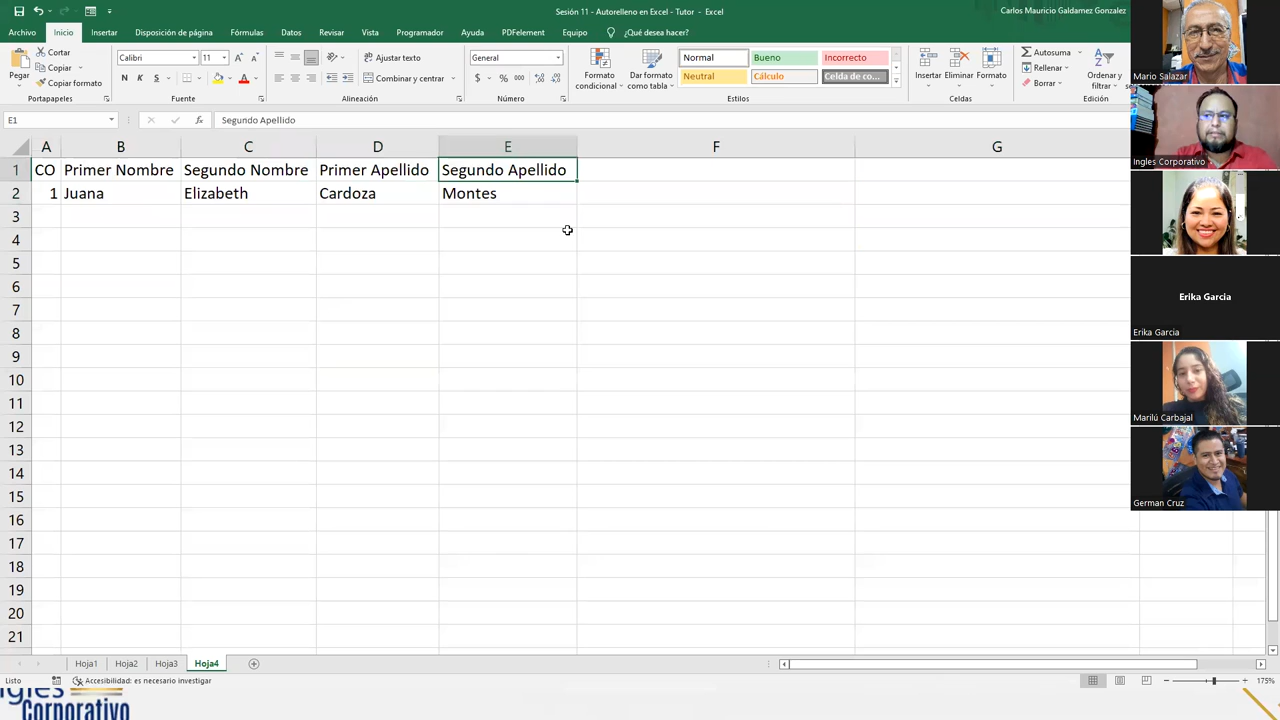 Sesión 11 - Autorelleno en Excel - Tutor - Excel
Carlos Mauricio Galdamez Gonzalez
Archivo Inicio Insertar Disposición de página Fórmulas Datos Revisar Vista Programador Ayuda PDFelement Equipo ¿Qué desea hacer?
Pegar
Cortar
Copiar
Copiar formato
Portapapeles
Calibri 11
N K S
Fuente
Ajustar texto
Combinar y centrar
Alineación
General
% 000
Número
Formato condicional
Dar formato como tabla
Normal Bueno Incorrecto
Neutral Cálculo Celda de co...
Estilos
Insertar Eliminar Formato
Celdas
Autosuma
Rellenar
Borrar
Ordenar y filtrar
Edición
E1 fx Segundo Apellido
A B C D E F G
1 CO Primer Nombre Segundo Nombre Primer Apellido Segundo Apellido
2 1 Juana Elizabeth Cardoza Montes
3
4
5
6
7
8
9
10
11
12
13
14
15
16
17
18
19
20
21
Mario Salazar
Ingles Corporativo
Erika Garcia
Erika Garcia
Marilú Carbajal
German Cruz
Hoja1 Hoja2 Hoja3 Hoja4
Listo Accesibilidad: es necesario investigar 175%
Ingles
Corporativo